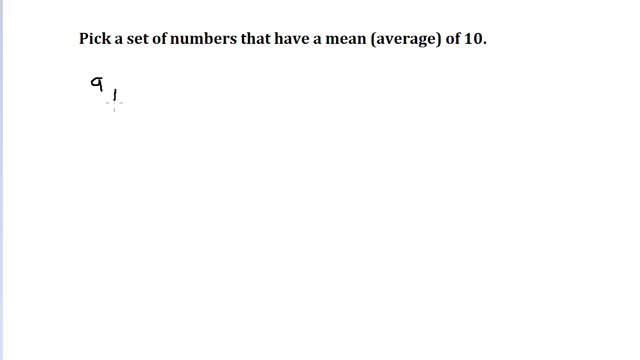 Pick a set of numbers that have a mean (average) of 10.
9,